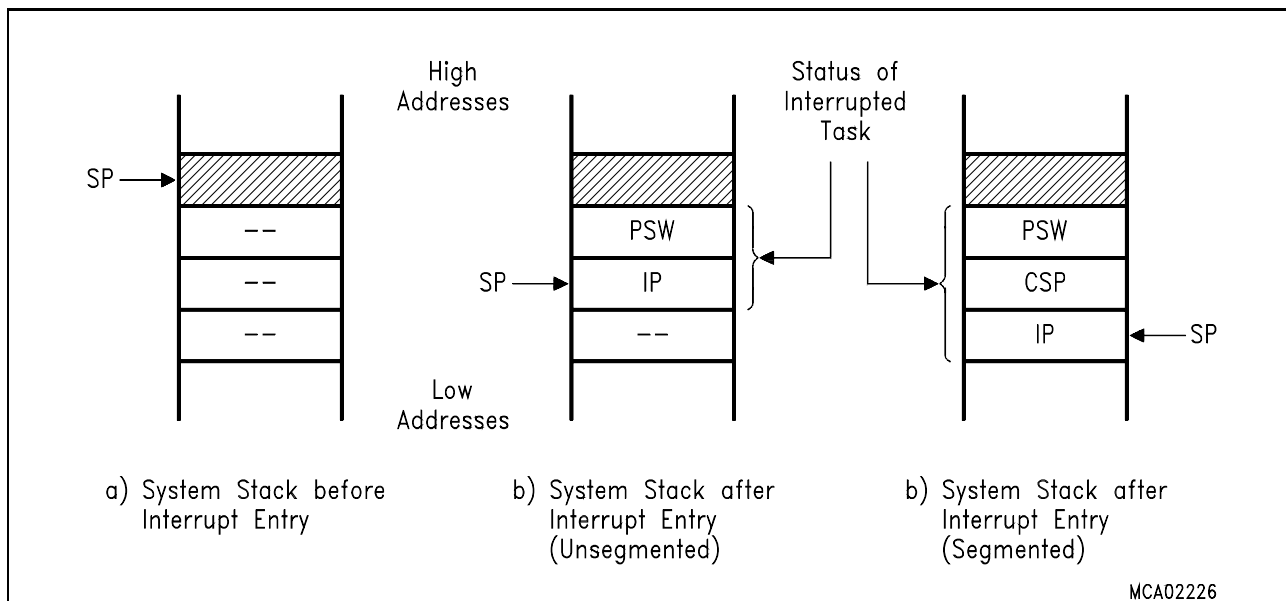 High
Addresses
Status of
Interrupted
Task
SP
--
--
--
PSW
SP
IP
--
PSW
CSP
IP
SP
Low
Addresses
a) System Stack before
Interrupt Entry
b) System Stack after
Interrupt Entry
(Unsegmented)
b) System Stack after
Interrupt Entry
(Segmented)
MCA02226